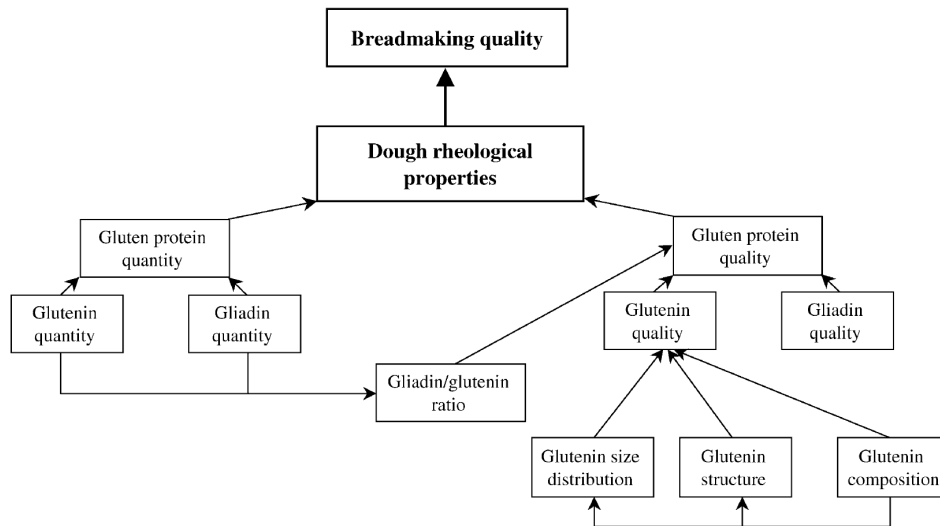 Breadmaking quality
Dough rheological
properties
Gluten protein
quantity
Gluten protein
quality
Glutenin
quantity
Gliadin
quantity
Glutenin
quality
Gliadin
quality
Gliadin/glutenin
ratio
Glutenin size
distribution
Glutenin
structure
Glutenin
composition